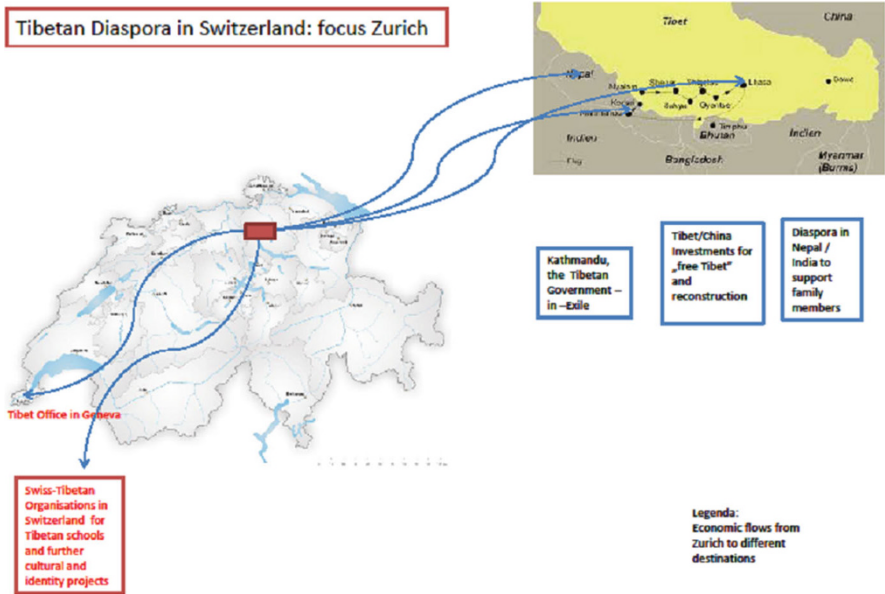 Tibetan Diaspora in Switzerland: focus Zurich
China
Tibet
Nepal
Lhasa
Gyantse
Indien
Bhutan
Indien
Bangladesh
Myanmar
(Burma)
Kathmandu,
the Tibetan
Government –
in –Exile
Tibet/China
Investments for
„free Tibet"
and
reconstruction
Diaspora in
Nepal /
India to
support
family
members
Tibet Office in Geneva
Swiss-Tibetan
Organisations in
Switzerland for
Tibetan schools
and further
cultural and
identity projects
Legenda:
Economic flows from
Zurich to different
destinations